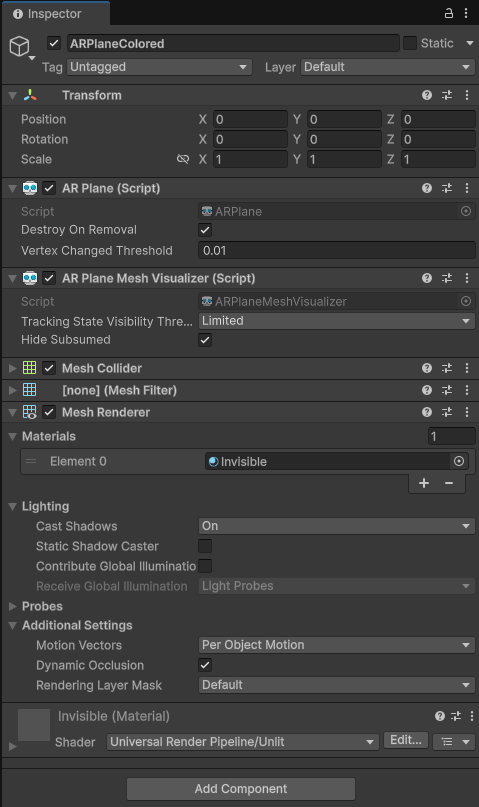 Inspector
ARPlaneColored Static
Tag Untagged Layer Default
Transform
Position X 0 Y 0 Z 0
Rotation X 0 Y 0 Z 0
Scale X 1 Y 1 Z 1
AR Plane (Script)
Script ARPlane
Destroy On Removal
Vertex Changed Threshold 0.01
AR Plane Mesh Visualizer (Script)
Script ARPlaneMeshVisualizer
Tracking State Visibility Thre... Limited
Hide Subsumed
Mesh Collider
[none] (Mesh Filter)
Mesh Renderer
Materials 1
Element 0 Invisible
Lighting
Cast Shadows On
Static Shadow Caster
Contribute Global Illuminatio
Receive Global Illumination Light Probes
Probes
Additional Settings
Motion Vectors Per Object Motion
Dynamic Occlusion
Rendering Layer Mask Default
Invisible (Material)
Shader Universal Render Pipeline/Unlit Edit...
Add Component